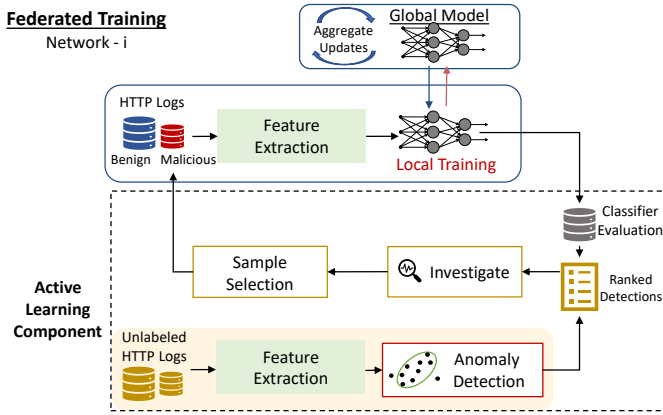 Federated Training
Network - i
Global Model
Aggregate
Updates
HTTP Logs
Benign
Malicious
Feature
Extraction
Local Training
Classifier
Evaluation
Sample
Selection
Investigate
Ranked
Detections
Active
Learning
Component
Unlabeled
HTTP Logs
Feature
Extraction
Anomaly
Detection